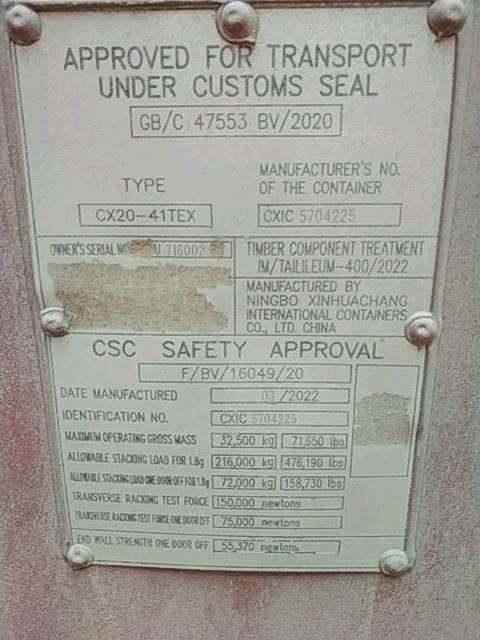 APPROVED FOR TRANSPORT
UNDER CUSTOMS SEAL
GB/C 47553 BV/2020
TYPE
MANUFACTURER'S NO.
OF THE CONTAINER
CX20-41TEX
CXIC 5704225
OWNER'S SERIAL NO U 716002
TIMBER COMPONENT TREATMENT
IM/TAILILEUM-400/2022
MANUFACTURED BY
NINGBO XINHUACHANG
INTERNATIONAL CONTAINERS
CO., LTD. CHINA
CSC SAFETY APPROVAL
F/BV/16049/20
DATE MANUFACTURED 03 /2022
IDENTIFICATION NO. CXIC 5704225
MAXIMUM OPERATING GROSS MASS 32,500 kg 71,650 lbs
ALLOWABLE STACKING LOAD FOR 1.8g 216,000 kg 476,190 lbs
ALLOWABLE STACKING LOAD ONE DOOR OFF FOR 1.8g 72,000 kg 158,730 lbs
TRANSVERSE RACKING TEST FORCE 150,000 newtons
TRANSVERSE RACKING TEST FORCE ONE DOOR OFF 75,000 newtons
END WALL STRENGTH ONE DOOR OFF 55,370 newtons